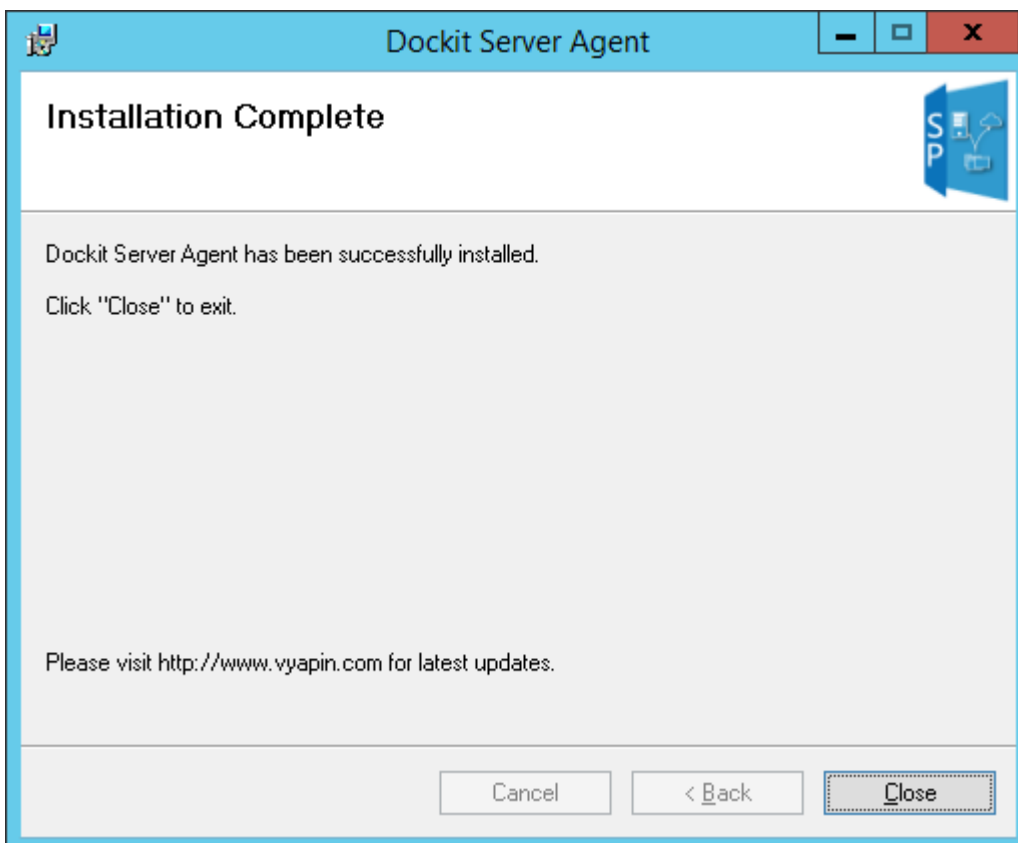 Dockit Server Agent
Installation Complete
S
P
Dockit Server Agent has been successfully installed.
Click "Close" to exit.
Please visit http://www.vyapin.com for latest updates.
Cancel
< Back
Close